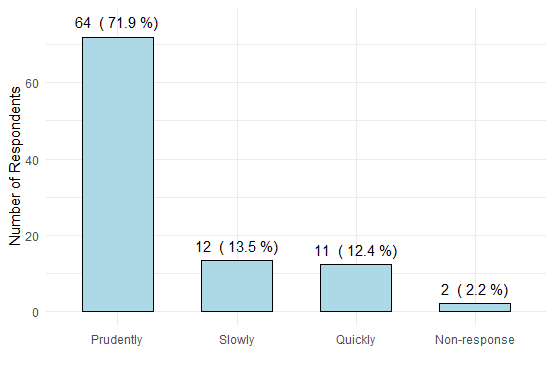 64 ( 71.9 %)
12 ( 13.5 %)
11 ( 12.4 %)
2 ( 2.2 %)
Number of Respondents
60
40
20
0
Prudently
Slowly
Quickly
Non-response